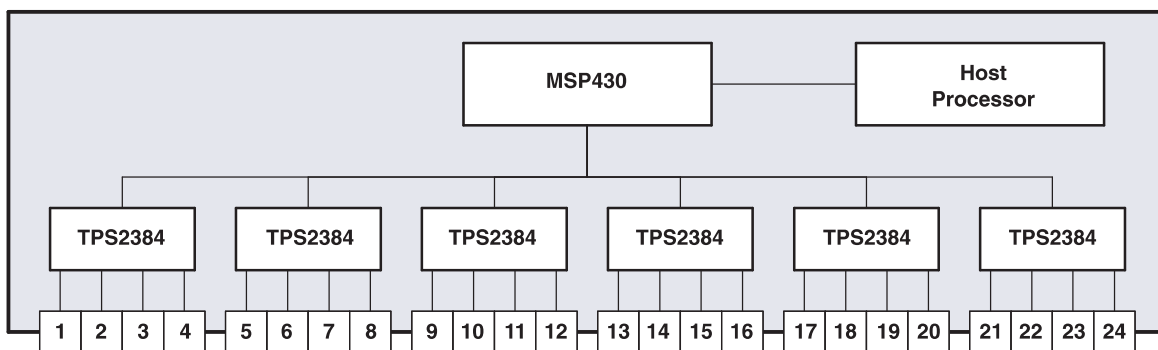 MSP430
Host
Processor
TPS2384 TPS2384 TPS2384 TPS2384 TPS2384 TPS2384
1 2 3 4 5 6 7 8 9 10 11 12 13 14 15 16 17 18 19 20 21 22 23 24